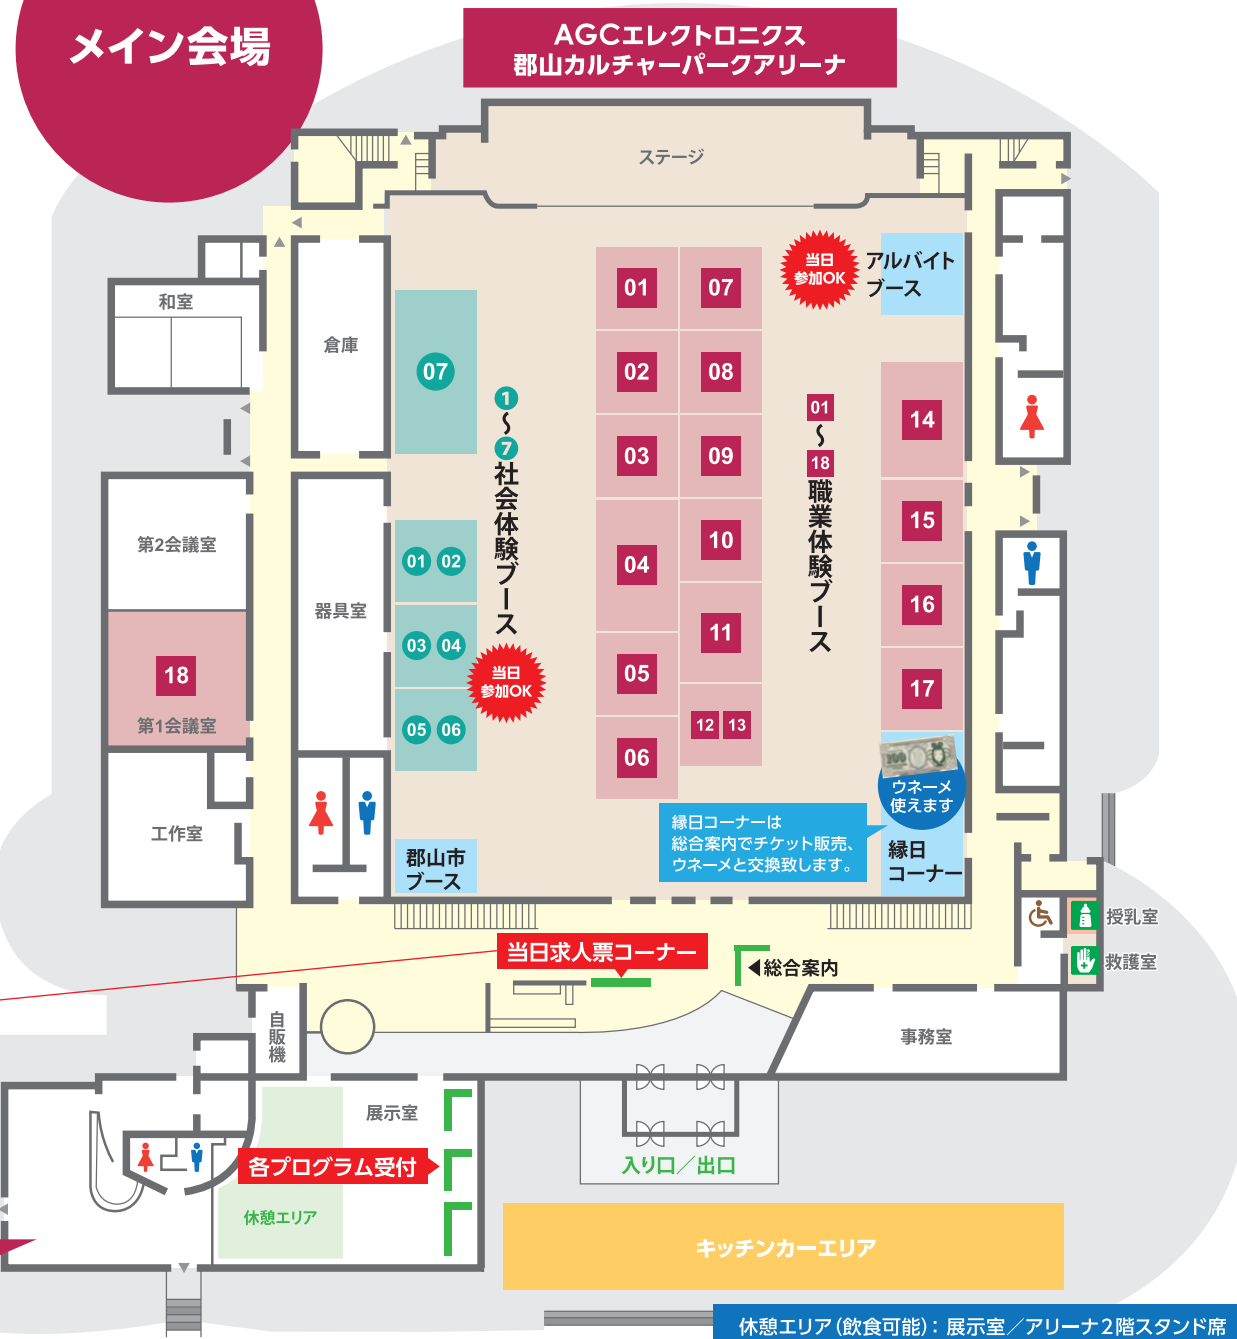 メイン会場
AGCエレクトロニクス
郡山カルチャーパークアリーナ
ステージ
当日
参加OK
アルバイト
ブース
和室
倉庫
07
01
07
02
08
03
09
04
10
11
05
12 13
06
1
〜
7
社会体験ブース
01
〜
18
職業体験ブース
14
15
16
17
第2会議室
器具室
01 02
03 04
05 06
当日
参加OK
18
第1会議室
工作室
100
ウネーメ
使えます
縁日コーナーは
総合案内でチケット販売、
ウネーメと交換致します。
縁日
コーナー
郡山市
ブース
授乳室
救護室
当日求人票コーナー
総合案内
自販機
事務室
展示室
各プログラム受付
休憩エリア
入り口／出口
キッチンカーエリア
休憩エリア(飲食可能)：展示室／アリーナ2階スタンド席